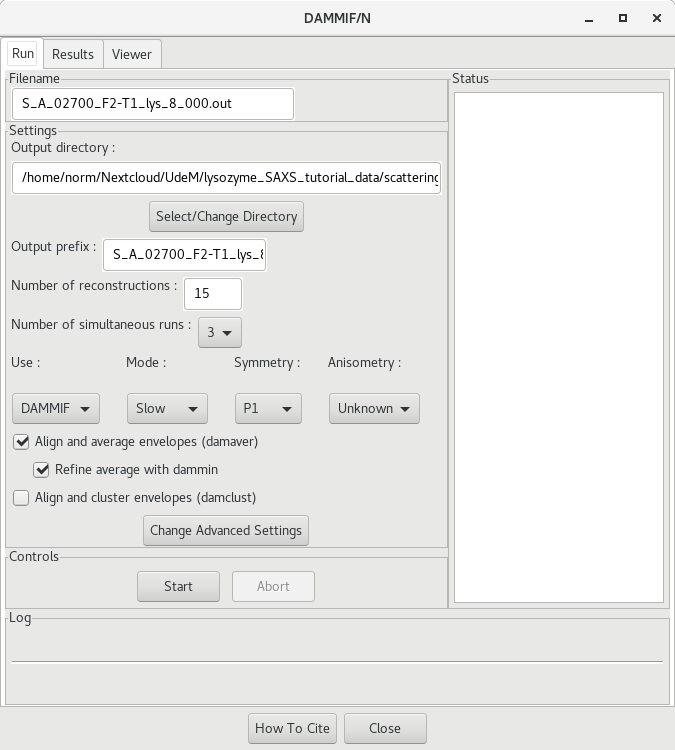 DAMMIF/N
Run Results Viewer
Filename
S_A_02700_F2-T1_lys_8_000.out
Status
Settings
Output directory :
/home/norm/Nextcloud/UdeM/lysozyme_SAXS_tutorial_data/scattering
Select/Change Directory
Output prefix : S_A_02700_F2-T1_lys_8
Number of reconstructions : 15
Number of simultaneous runs : 3
Use : Mode : Symmetry : Anisometry :
DAMMIF Slow P1 Unknown
Align and average envelopes (damaver)
Refine average with dammin
Align and cluster envelopes (damclust)
Change Advanced Settings
Controls
Start Abort
Log
How To Cite Close